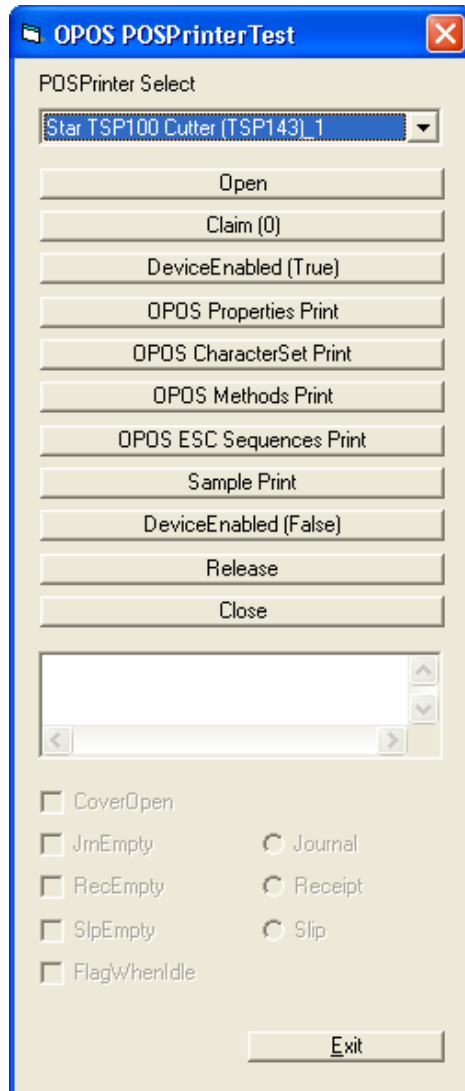 OPOS POSPrinterTest
POSPrinter Select
Star TSP100 Cutter (TSP143)_1
Open
Claim (0)
DeviceEnabled (True)
OPOS Properties Print
OPOS CharacterSet Print
OPOS Methods Print
OPOS ESC Sequences Print
Sample Print
DeviceEnabled (False)
Release
Close
CoverOpen
JrnEmpty Journal
RecEmpty Receipt
SlpEmpty Slip
FlagWhenIdle
Exit